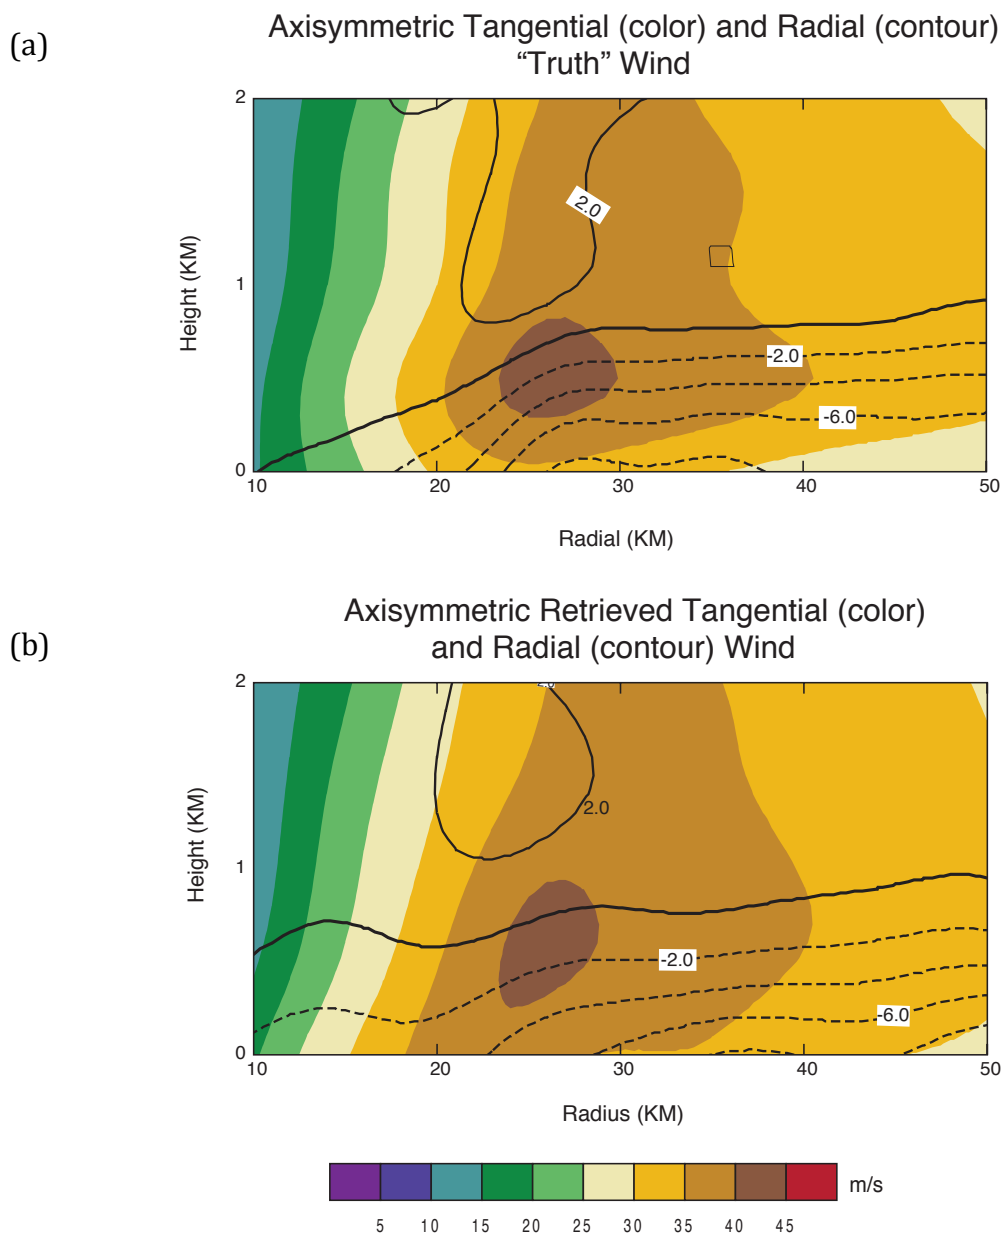 (a)
Axisymmetric Tangential (color) and Radial (contour)
“Truth” Wind
2
1
0
Height (KM)
2.0
-2.0
-6.0
10 20 30 40 50
Radial (KM)
(b)
Axisymmetric Retrieved Tangential (color)
and Radial (contour) Wind
2
1
0
Height (KM)
2.0
2.0
-2.0
-6.0
10 20 30 40 50
Radius (KM)
m/s
5 10 15 20 25 30 35 40 45